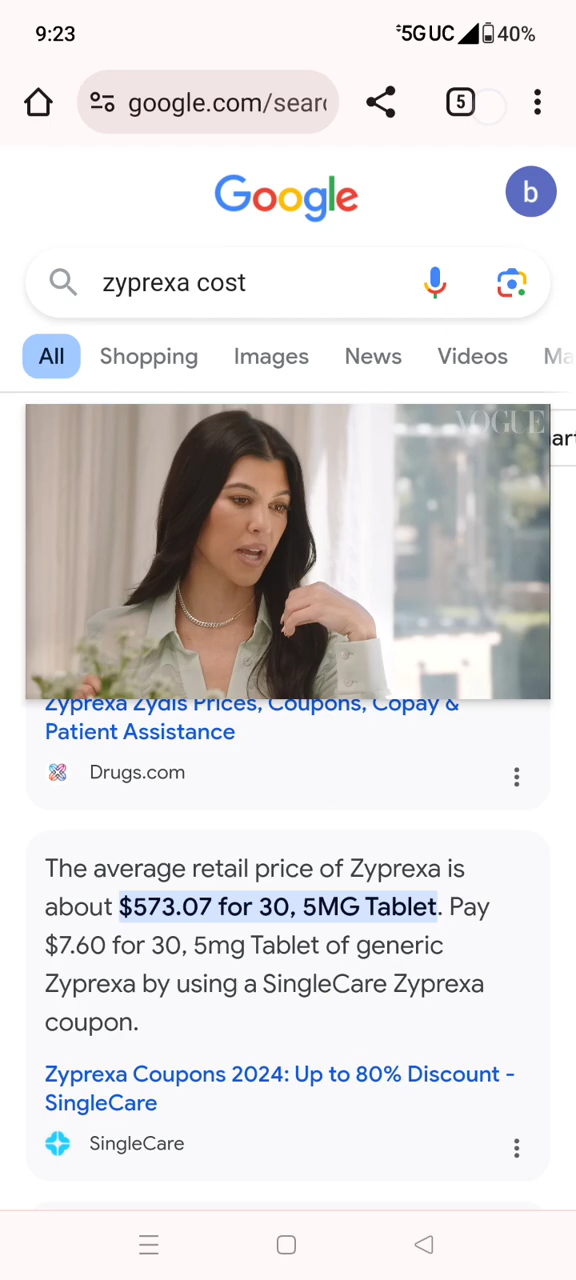 9:23
5G UC 40%
google.com/sear
5
Google
b
zyprexa cost
All Shopping Images News Videos Ma
VOGUE
art
Zyprexa Zydis Prices, Coupons, Copay &
Patient Assistance
Drugs.com
The average retail price of Zyprexa is
about $573.07 for 30, 5MG Tablet. Pay
$7.60 for 30, 5mg Tablet of generic
Zyprexa by using a SingleCare Zyprexa
coupon.
Zyprexa Coupons 2024: Up to 80% Discount -
SingleCare
SingleCare